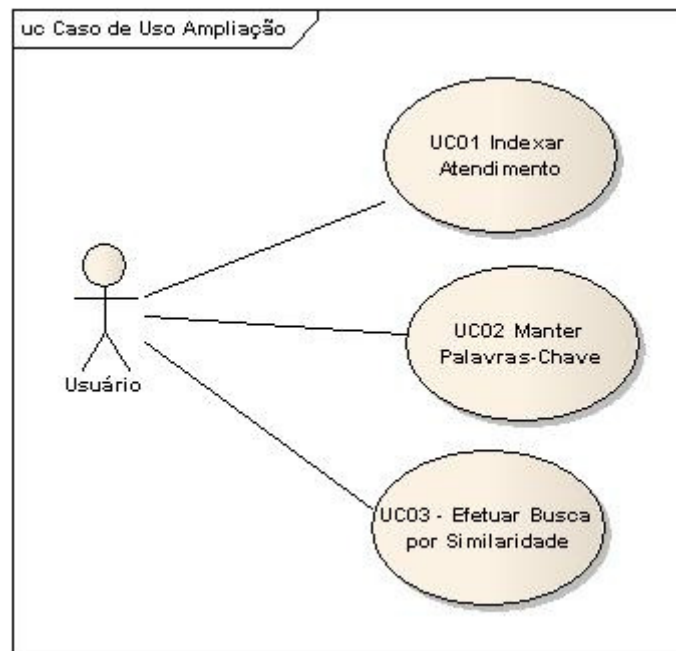 uc Caso de Uso Ampliação
UC01 Indexar
Atendimento
UC02 Manter
Palavras-Chave
Usuário
UC03 - Efetuar Busca
por Similaridade